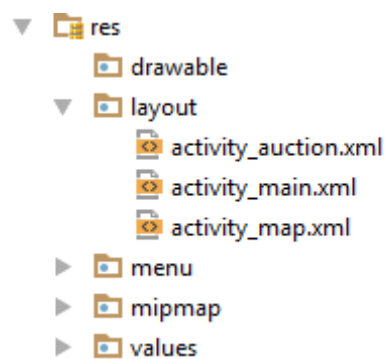 res
drawable
layout
activity_auction.xml
activity_main.xml
activity_map.xml
menu
mipmap
values